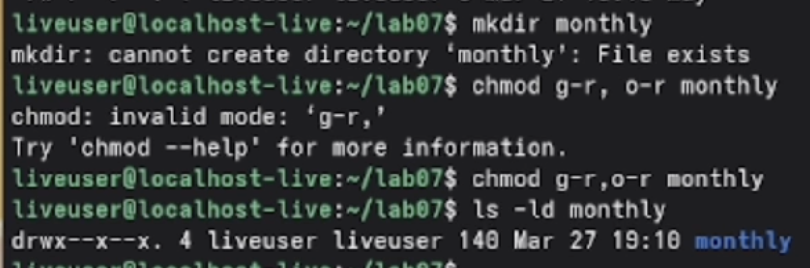 liveuser@localhost-live:~/lab07$ mkdir monthly
mkdir: cannot create directory ‘monthly’: File exists
liveuser@localhost-live:~/lab07$ chmod g-r, o-r monthly
chmod: invalid mode: ‘g-r,’
Try 'chmod --help' for more information.
liveuser@localhost-live:~/lab07$ chmod g-r,o-r monthly
liveuser@localhost-live:~/lab07$ ls -ld monthly
drwx--x--x. 4 liveuser liveuser 140 Mar 27 19:10 monthly